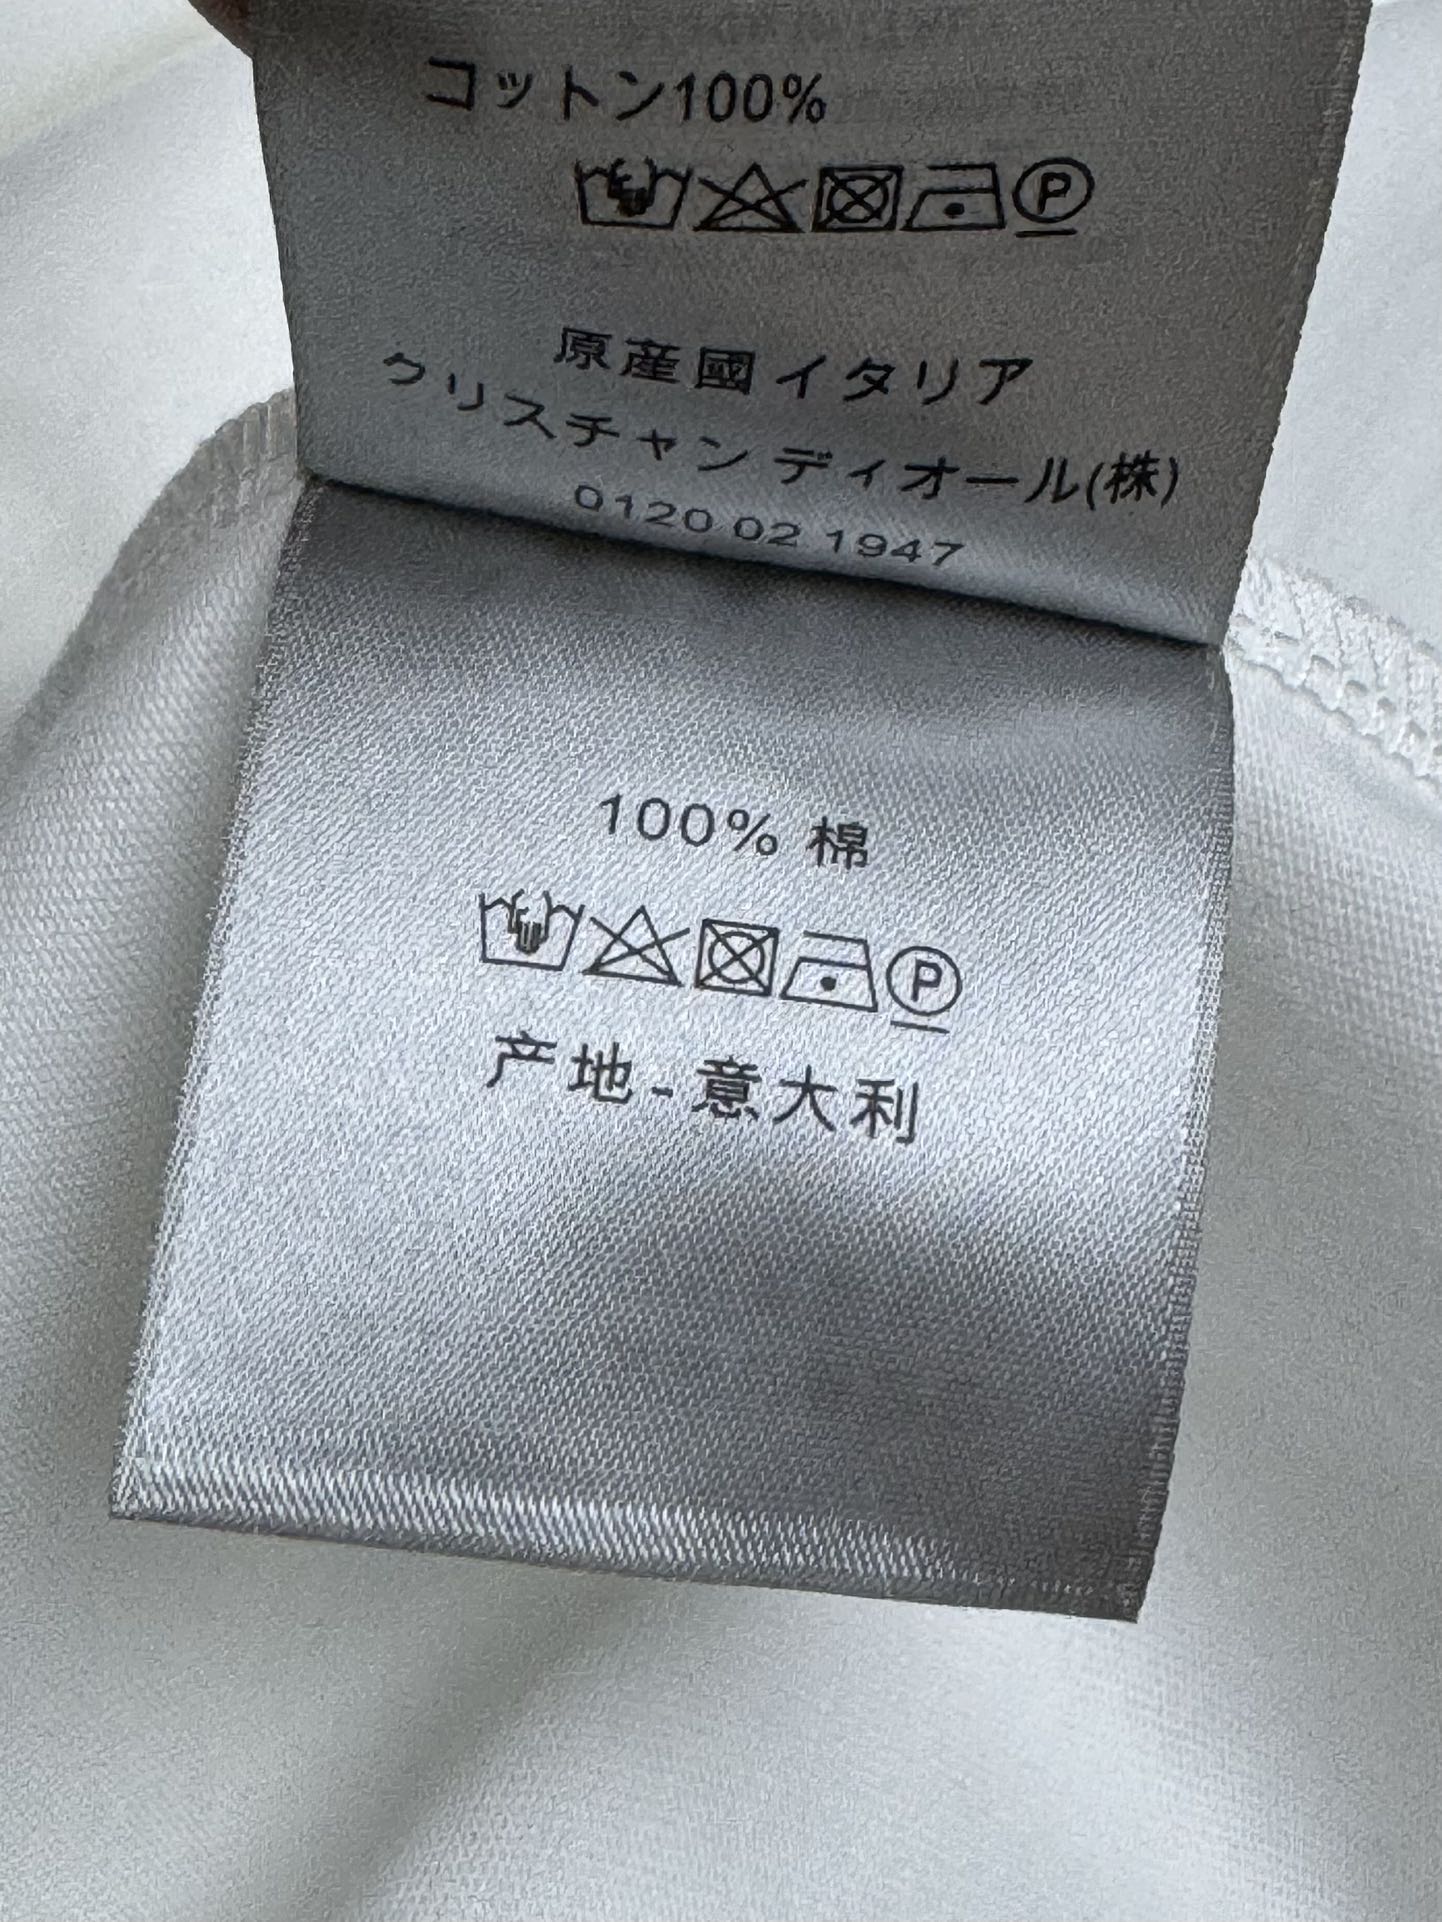 コットン100%
P
原産國イタリア
クリスチャン ディオール(株)
0120 02 1947
100% 棉
P
产地-意大利